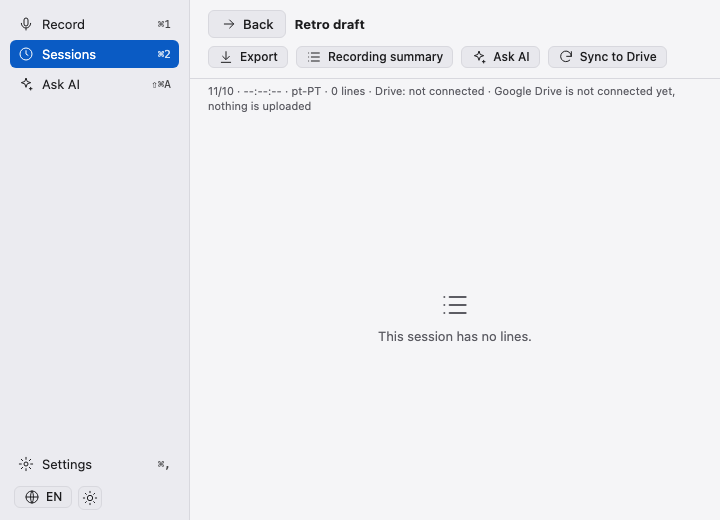 Record ⌘1
Sessions ⌘2
Ask AI ⇧⌘A
Settings ⌘,
EN
Back
Retro draft
Export
Recording summary
Ask AI
Sync to Drive
11/10 · --:--:-- · pt-PT · 0 lines · Drive: not connected · Google Drive is not connected yet,
nothing is uploaded
This session has no lines.